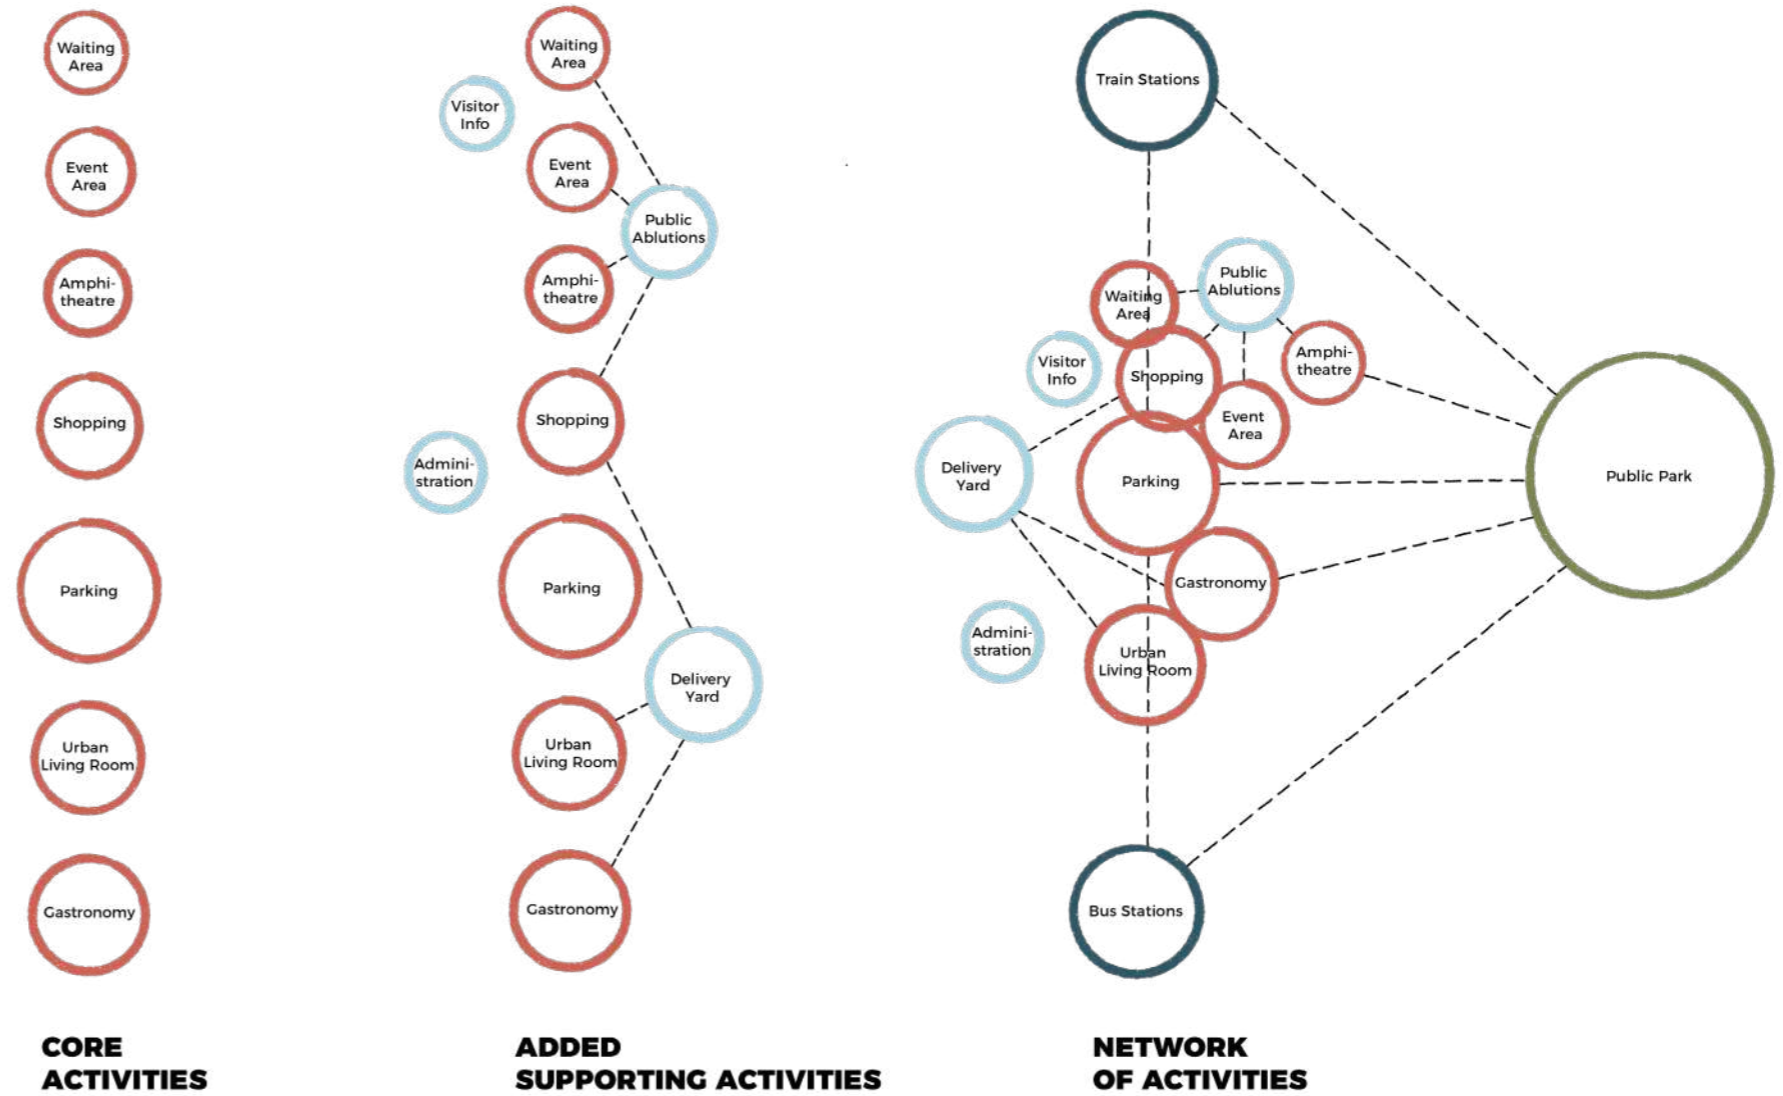 Waiting
Area
Event
Area
Amphi-
theatre
Shopping
Parking
Urban
Living Room
Gastronomy
CORE
ACTIVITIES
Waiting
Area
Visitor
Info
Event
Area
Public
Ablutions
Amphi-
theatre
Shopping
Admini-
stration
Parking
Delivery
Yard
Urban
Living Room
Gastronomy
ADDED
SUPPORTING ACTIVITIES
Train Stations
Public
Ablutions
Waiting
Area
Visitor
Info
Shopping
Amphi-
theatre
Event
Area
Delivery
Yard
Parking
Public Park
Gastronomy
Admini-
stration
Urban
Living Room
Bus Stations
NETWORK
OF ACTIVITIES